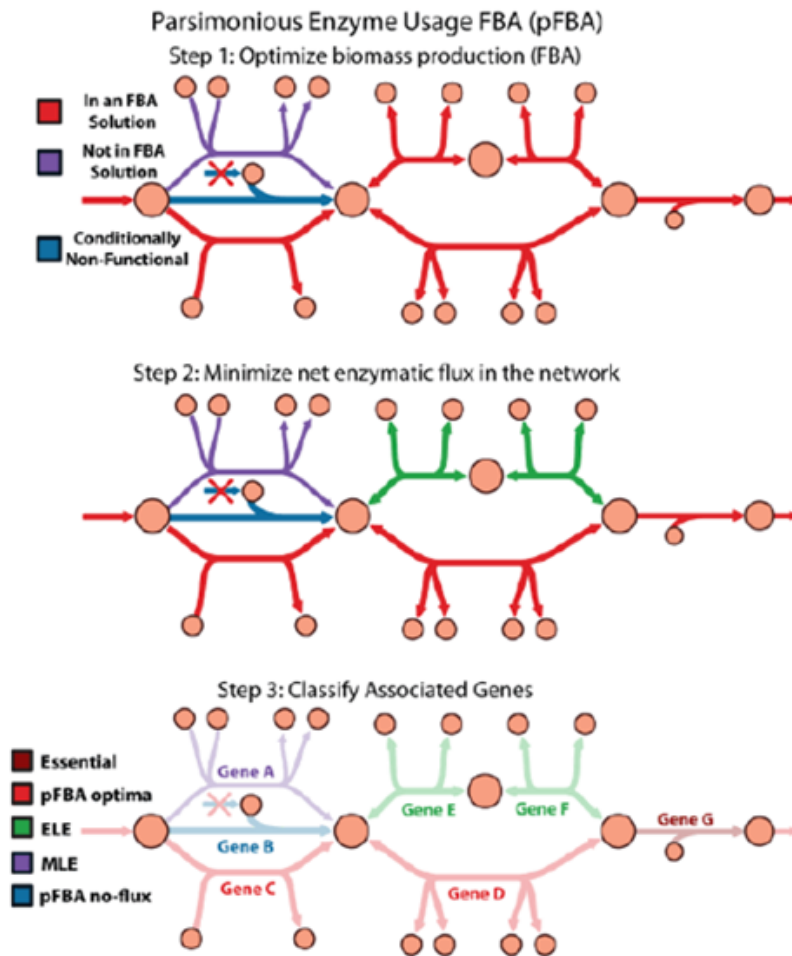 Parsimonious Enzyme Usage FBA (pFBA)
Step 1: Optimize biomass production (FBA)
In an FBA
Solution
Not in FBA
Solution
Conditionally
Non-Functional
Step 2: Minimize net enzymatic flux in the network
Step 3: Classify Associated Genes
Essential
pFBA optima
ELE
MLE
pFBA no-flux
Gene A
Gene E
Gene F
Gene G
Gene B
Gene C
Gene D